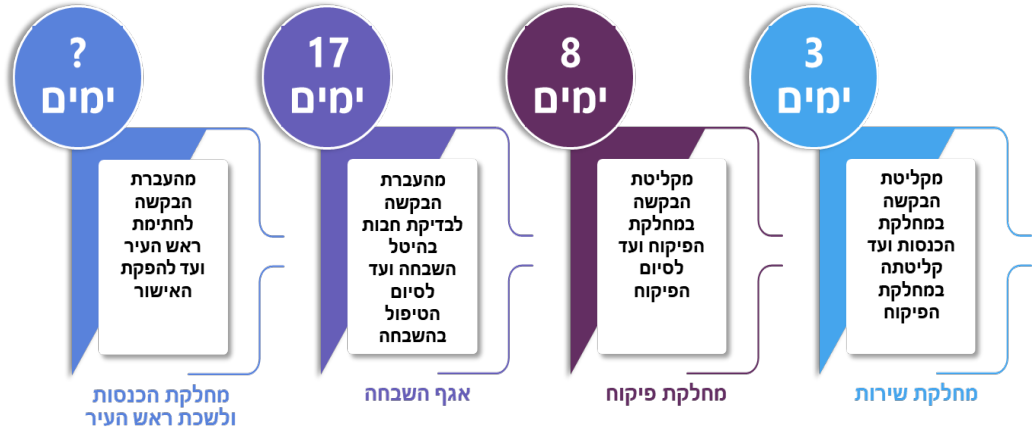 3
ימים
מקליטת
הבקשה
במחלקת
הכנסות ועד
קליטתה
במחלקת
הפיקוח
מחלקת שירות
8
ימים
מקליטת
הבקשה
במחלקת
הפיקוח ועד
לסיום
הפיקוח
מחלקת פיקוח
17
ימים
מהעברת
הבקשה
לבדיקת חבות
בהיטל
השבחה ועד
לסיום
הטיפול
בהשבחה
אגף השבחה
?
ימים
מהעברת
הבקשה
לחתימת
ראש העיר
ועד להפקת
האישור
מחלקת הכנסות
ולשכת ראש העיר